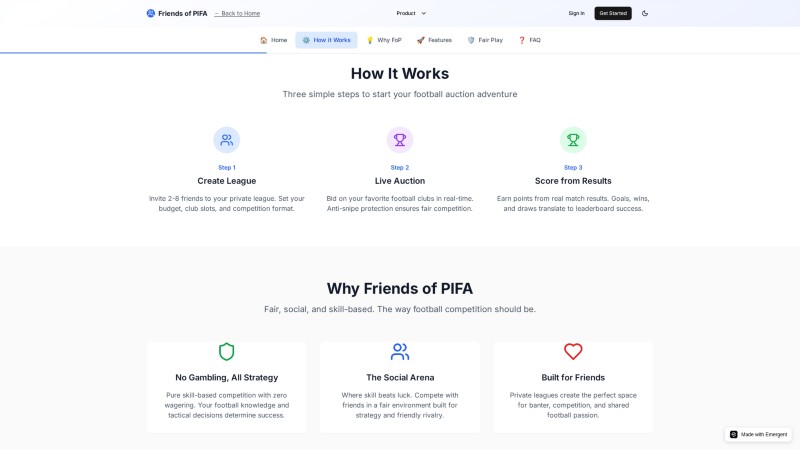 Friends of PIFA
← Back to Home
Product
Sign In
Get Started
Home
How it Works
Why FoP
Features
Fair Play
FAQ
How It Works
Three simple steps to start your football auction adventure
Step 1
Create League
Invite 2-8 friends to your private league. Set your
budget, club slots, and competition format.
Step 2
Live Auction
Bid on your favorite football clubs in real-time.
Anti-snipe protection ensures fair competition.
Step 3
Score from Results
Earn points from real match results. Goals, wins,
and draws translate to leaderboard success.
Why Friends of PIFA
Fair, social, and skill-based. The way football competition should be.
No Gambling, All Strategy
Pure skill-based competition with zero
wagering. Your football knowledge and
tactical decisions determine success.
The Social Arena
Where skill beats luck. Compete with
friends in a fair environment built for
strategy and friendly rivalry.
Built for Friends
Private leagues create the perfect space
for banter, competition, and shared
football passion.
Made with Emergent